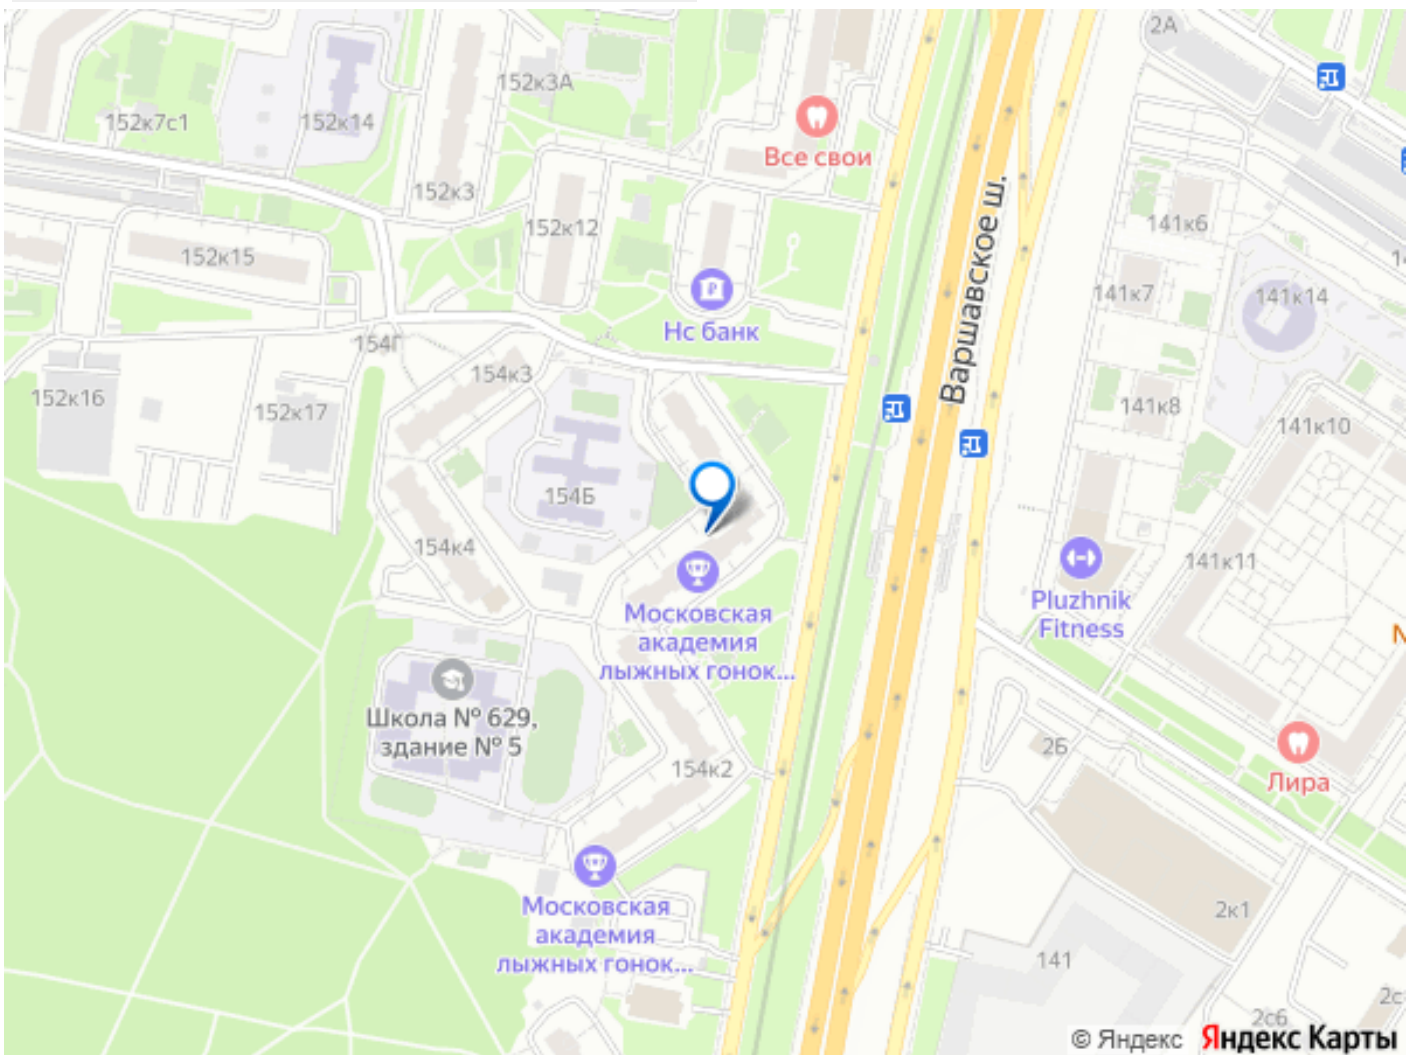 2А
152к3А
152к7с1
152к14
Все свои
152к3
141к6
152к12
Варшавское ш.
152к15
141к7
141к14
Нс банк
154Г
154к3
152к16
152к17
141к8
141к10
154Б
154к4
141к11
Pluzhnik
Fitness
Московская
академия
лыжных гонок...
Школа № 629,
здание № 5
2Б
154к2
Лира
Московская
академия
лыжных гонок...
2к1
141
2с6
© Яндекс Яндекс Карты